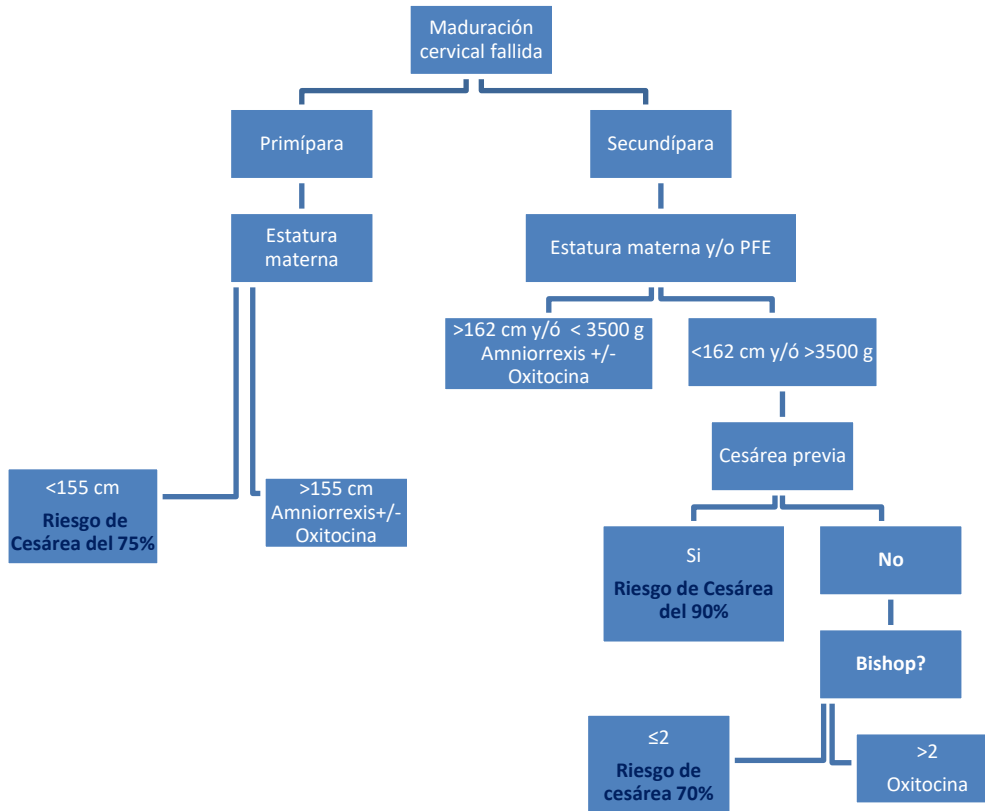 Maduración
cervical fallida
Primípara
Secundípara
Estatura
materna
Estatura materna y/o PFE
>162 cm y/ó < 3500 g
Amniorrexis +/-
Oxitocina
<162 cm y/ó >3500 g
Cesárea previa
<155 cm
Riesgo de
Cesárea del 75%
>155 cm
Amniorrexis+/-
Oxitocina
Si
Riesgo de Cesárea
del 90%
No
Bishop?
≤2
Riesgo de
cesárea 70%
>2
Oxitocina